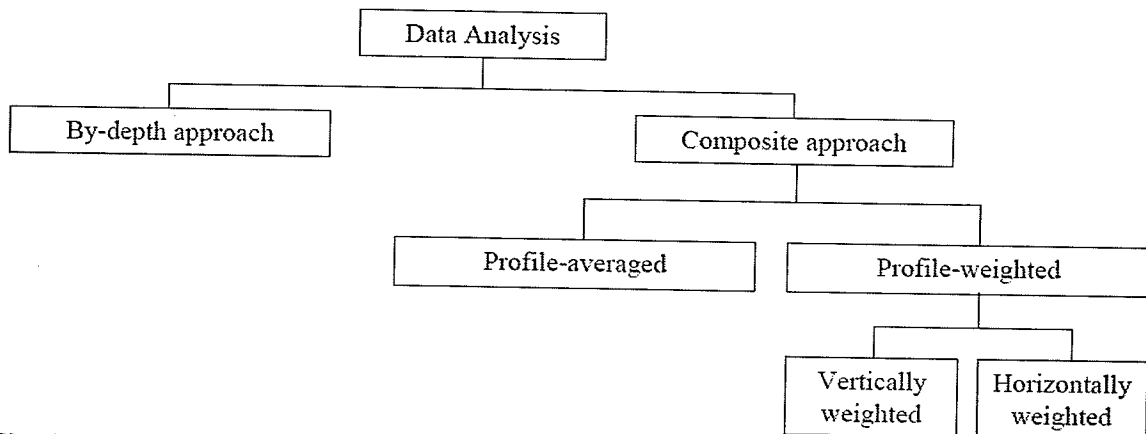 Data Analysis
By-depth approach
Composite approach
Profile-averaged
Profile-weighted
Vertically
weighted
Horizontally
weighted